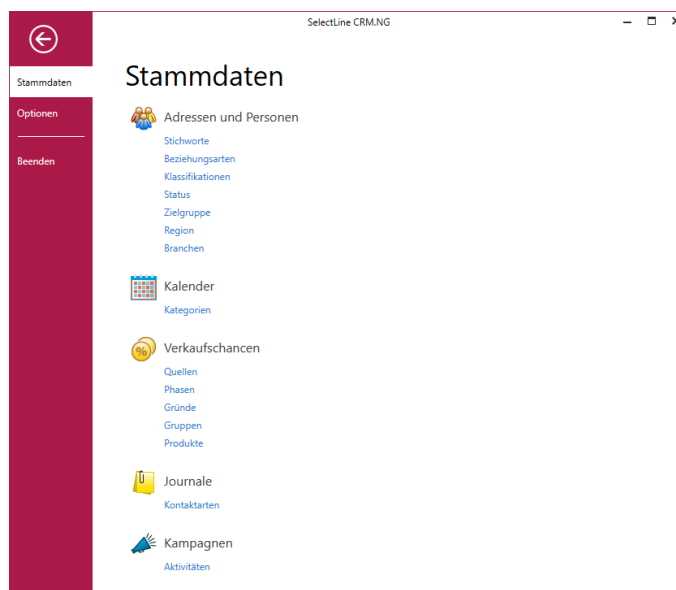 SelectLine CRM.NG
Stammdaten
Optionen
Beenden
Stammdaten
Adressen und Personen
Stichworte
Beziehungsarten
Klassifikationen
Status
Zielgruppe
Region
Branchen
Kalender
Kategorien
%
Verkaufschancen
Quellen
Phasen
Gründe
Gruppen
Produkte
Journale
Kontaktarten
Kampagnen
Aktivitäten